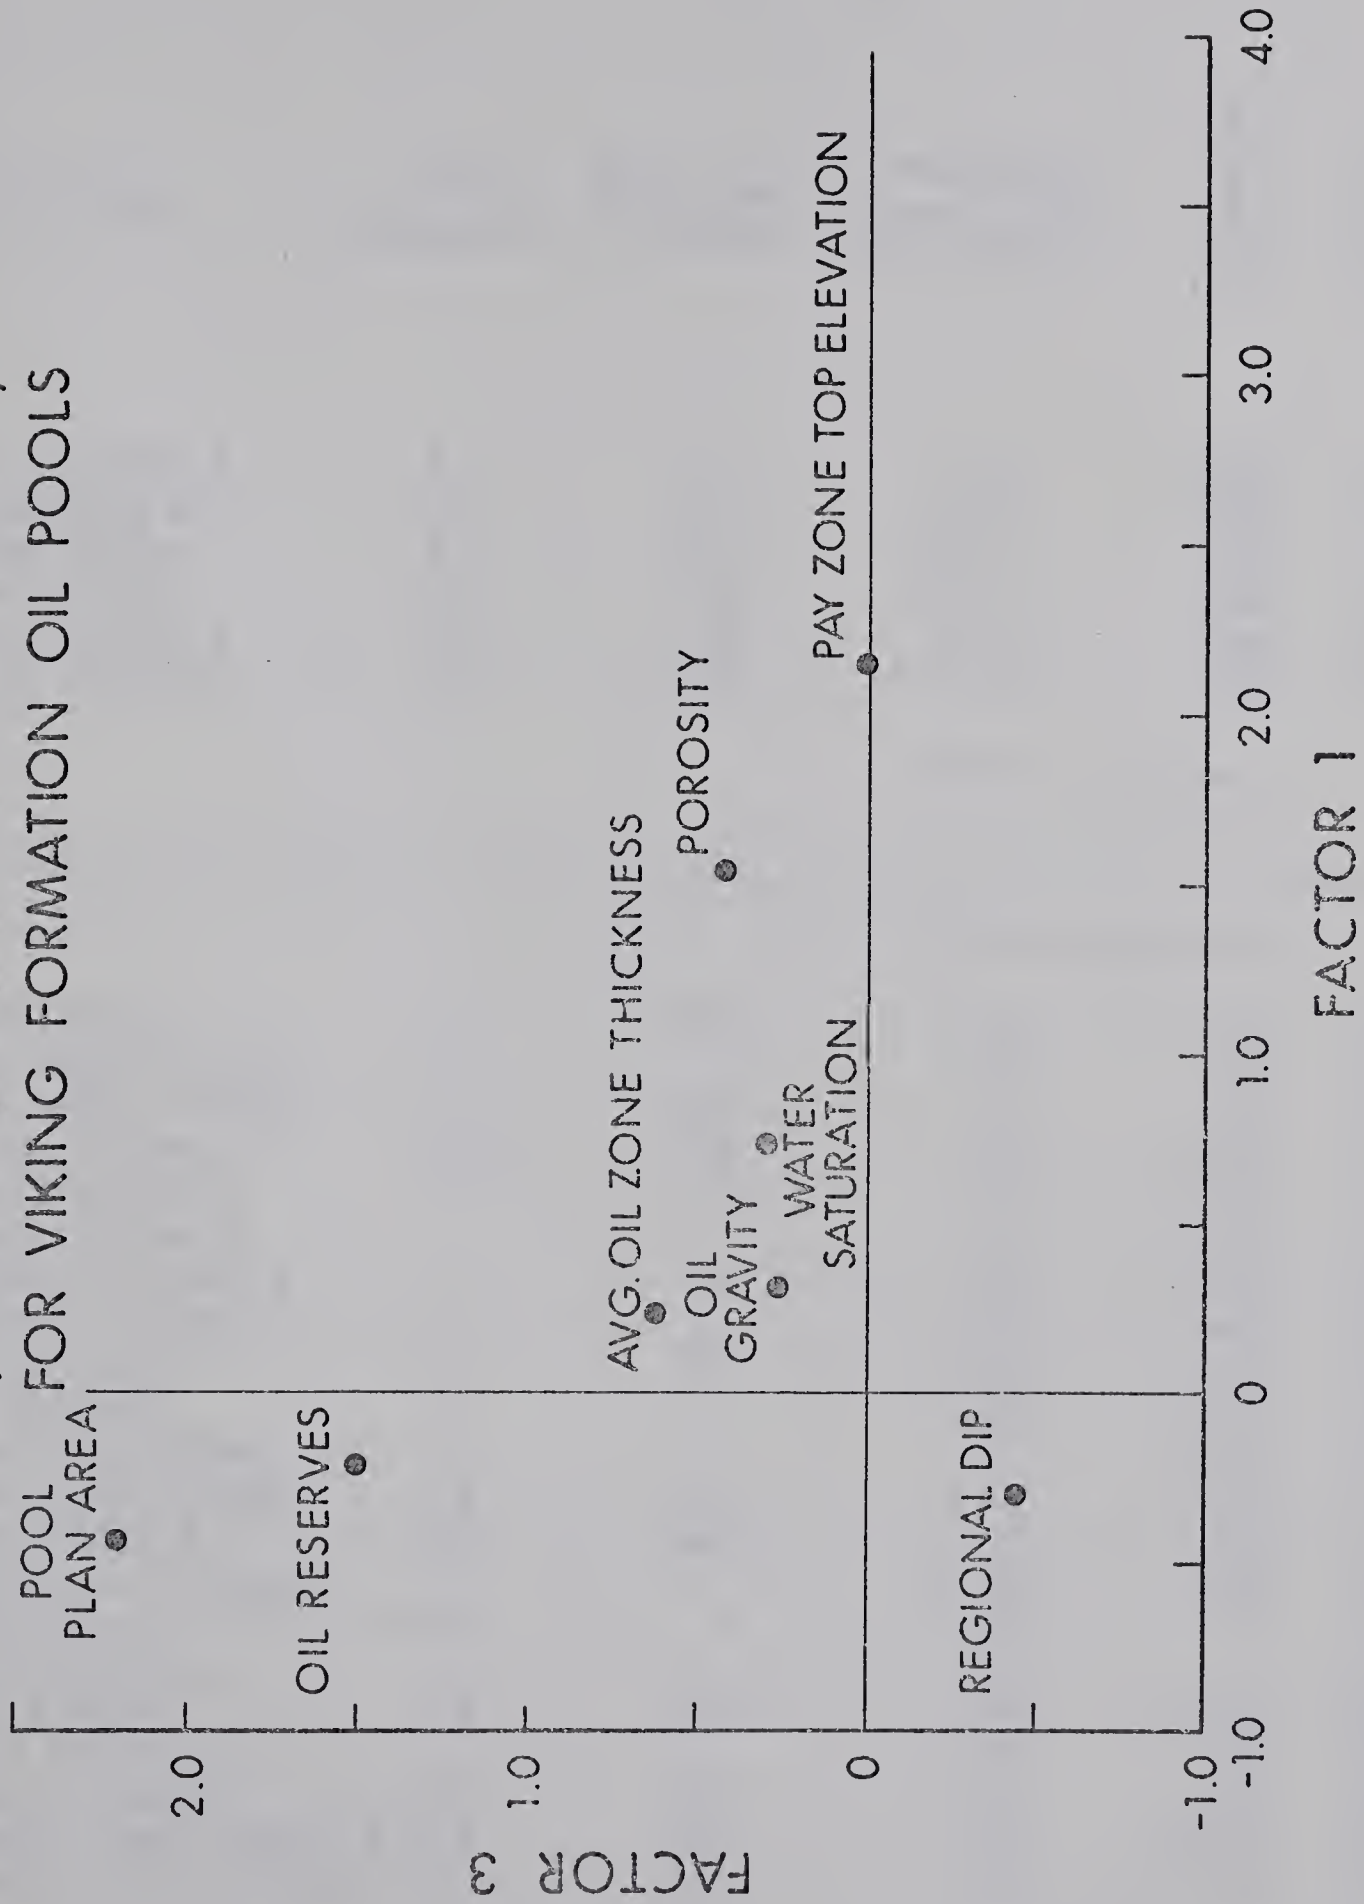 FOR VIKING FORMATION OIL POOLS
POOL
PLAN AREA
OIL RESERVES
AVG. OIL ZONE THICKNESS
POROSITY
OIL
GRAVITY
WATER
SATURATION
PAY ZONE TOP ELEVATION
REGIONAL DIP
FACTOR 3
2.0
1.0
0
-1.0
-1.0
0
1.0
2.0
3.0
4.0
FACTOR 1